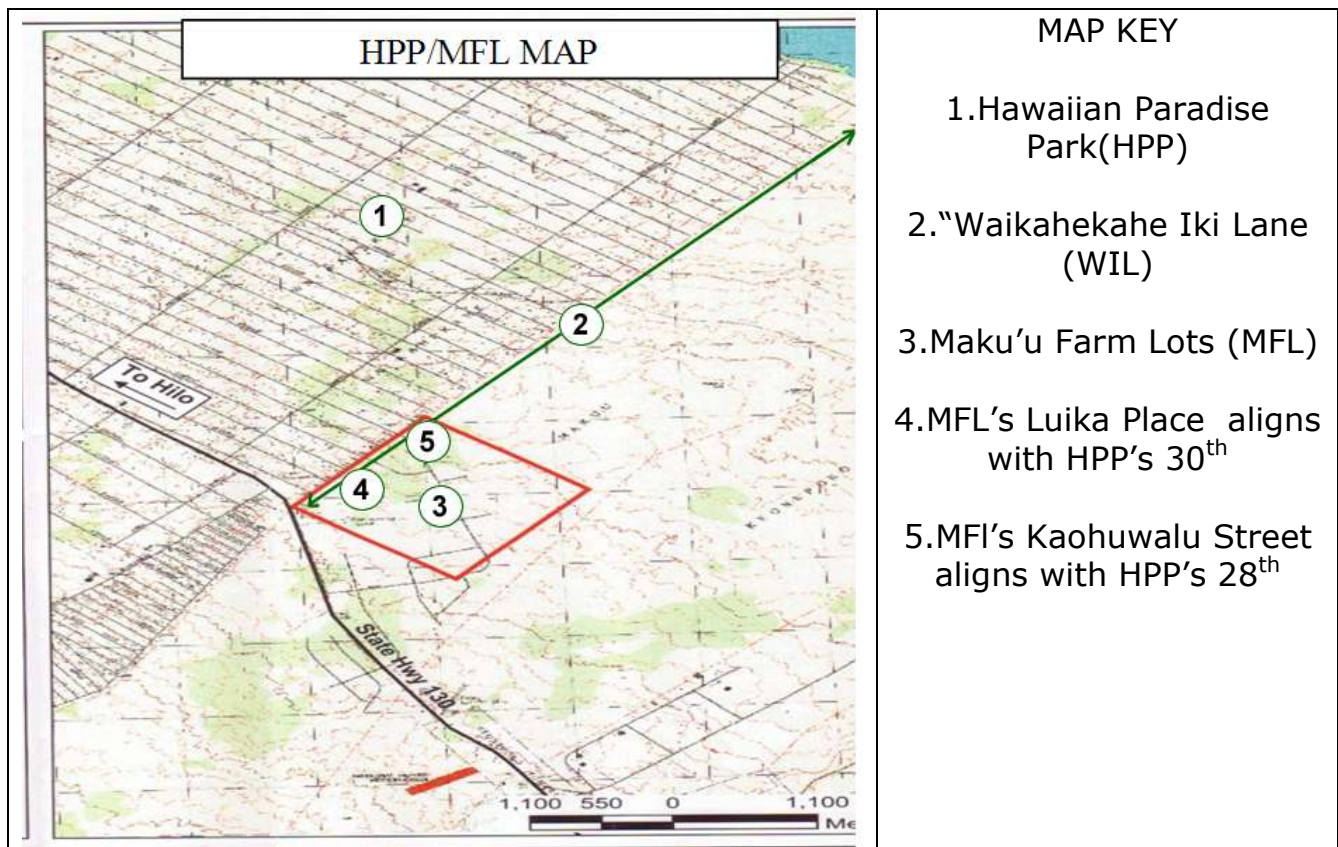 HPP/MFL MAP
1
2
To Hilo
5
4
3
MAKUU
State Hwy 130
1,100 550 0 1,100
Me
MAP KEY
1.Hawaiian Paradise
Park(HPP)
2.“Waikahekahe Iki Lane
(WIL)
3.Maku’u Farm Lots (MFL)
4.MFL’s Luika Place aligns
with HPP’s 30th
5.MFl’s Kaohuwalu Street
aligns with HPP’s 28th